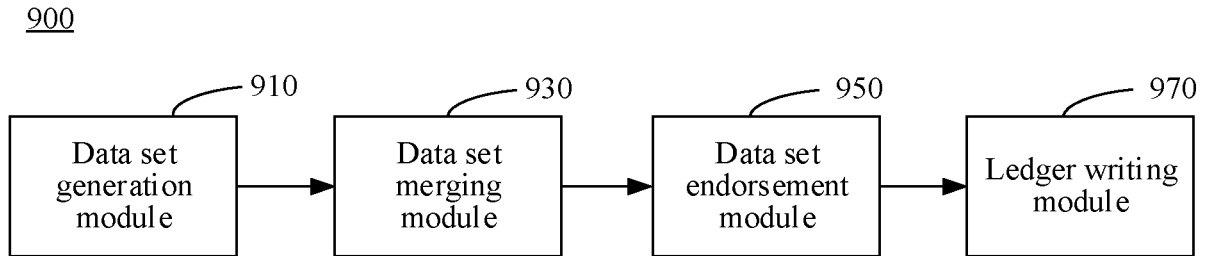 900
910
930
950
970
Data set
generation
module
Data set
merging
module
Data set
endorsement
module
Ledger writing
module